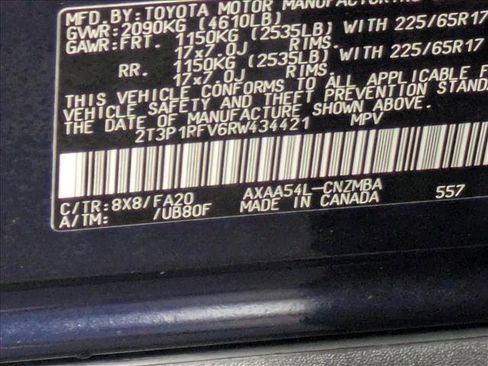 MFD. BY: TOYOTA MOTOR MANUFACTURING
GVWR: 2090KG (4610LB)
GAWR: FRT. 1150KG (2535LB) WITH 225/65R17
17x7.0J RIMS,
RR. 1150KG (2535LB) WITH 225/65R17
17x7.0J RIMS,
THIS VEHICLE CONFORMS TO ALL APPLICABLE
VEHICLE SAFETY AND THEFT PREVENTION
THE DATE OF MANUFACTURE SHOWN ABOVE.
2T3P1RFV6RW434421 MPV
C/TR: 8X8/FA20 AXAA54L-CNZMBA 557
A/TM: /UB80F MADE IN CANADA